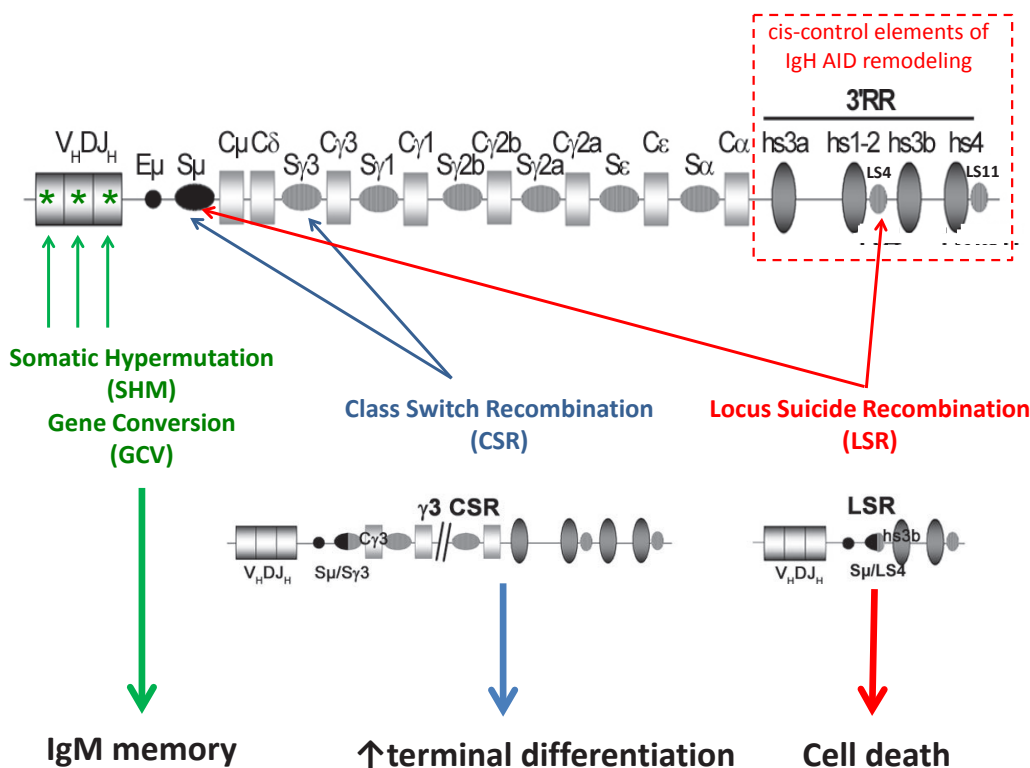 cis-control elements of
IgH AID remodeling
3'RR
VHDJH Eμ Sμ Cμ Cδ Sγ3 Cγ3 Sγ1 Cγ1 Sγ2b Cγ2b Sγ2a Cγ2a Sε Cε Sα Cα hs3a hs1-2 hs3b hs4
LS4 LS11
* * *
Somatic Hypermutation
(SHM)
Gene Conversion
(GCV)
Class Switch Recombination
(CSR)
Locus Suicide Recombination
(LSR)
γ3 CSR
Cγ3
VHDJH Sμ/Sγ3
LSR
hs3b
VHDJH Sμ/LS4
IgM memory
↑terminal differentiation
Cell death